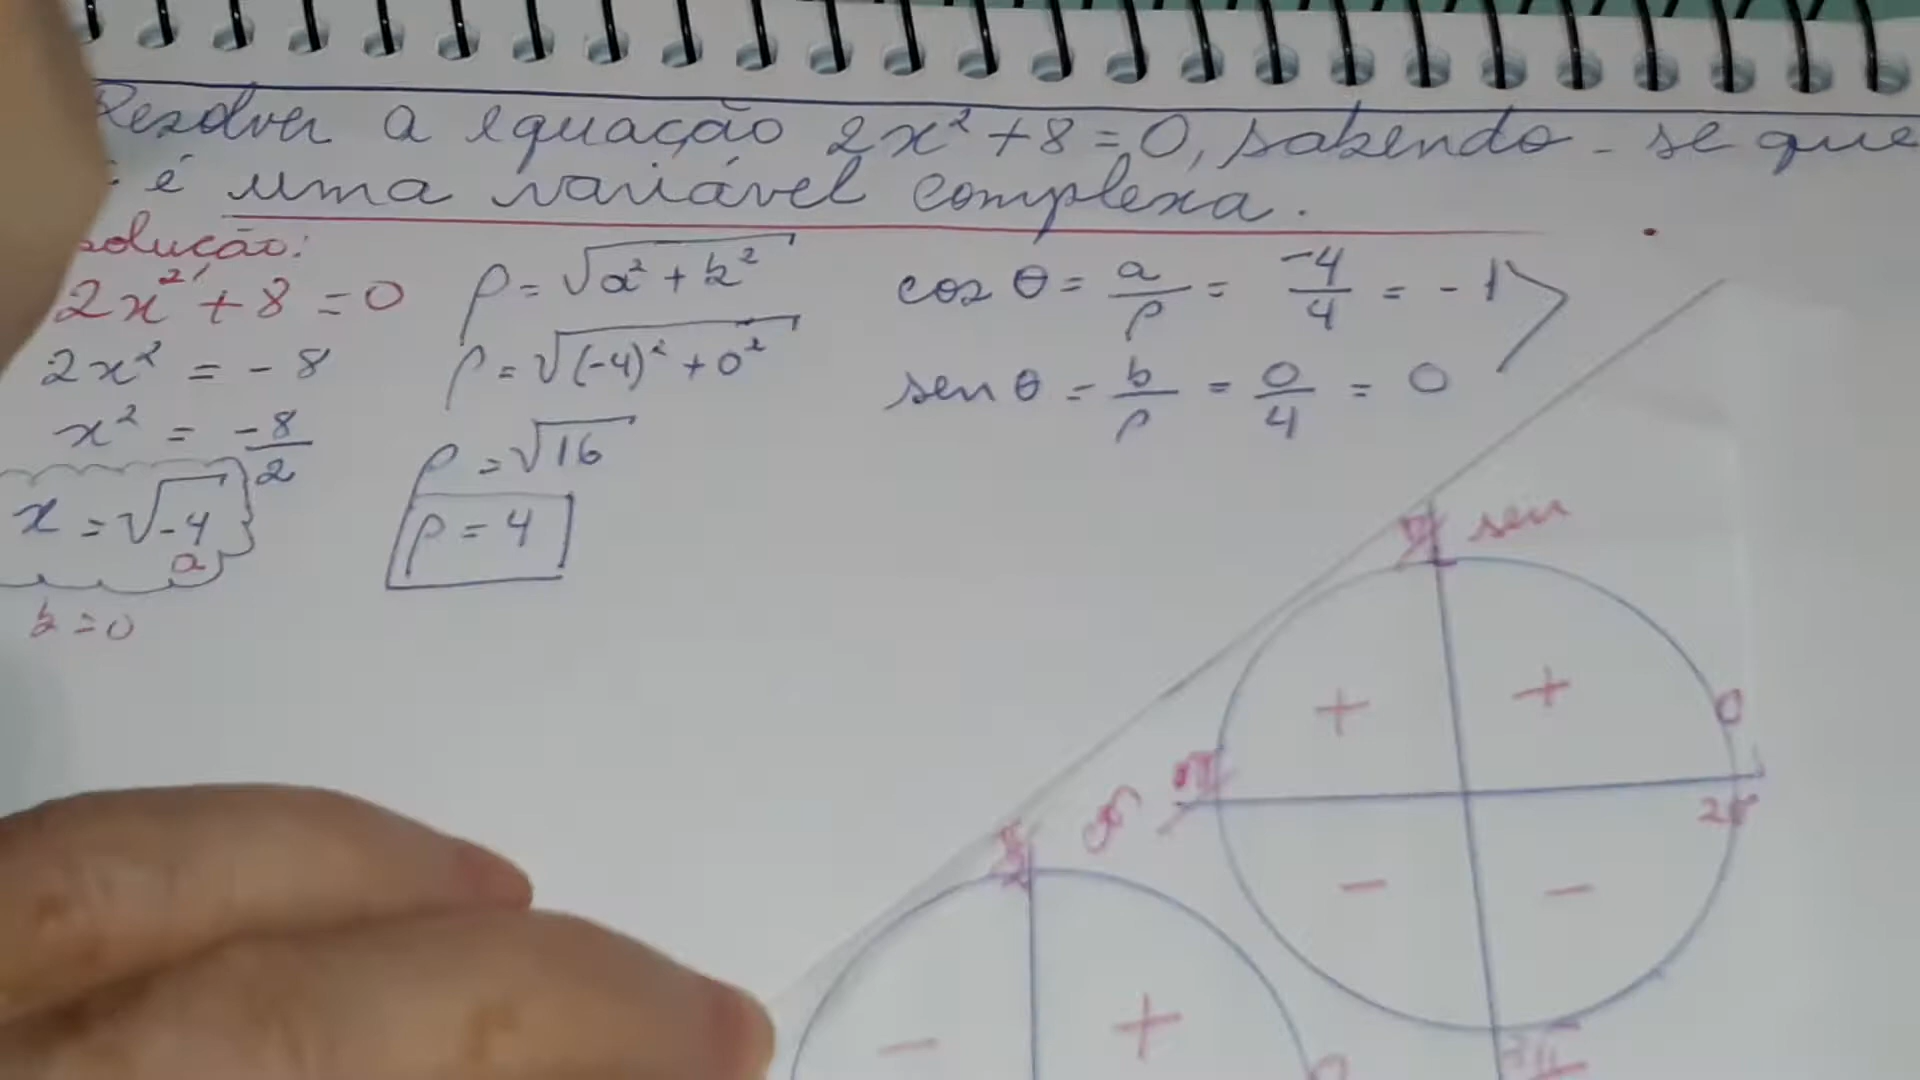 Resolver a equação 2x² + 8 = 0, sabendo-se que
é uma variável complexa.
solução:
2x² + 8 = 0
2x² = - 8
x² = -8/2
x = √-4
a
b = 0
ρ = √a² + b²
ρ = √(-4)² + 0²
ρ = √16
ρ = 4
cos θ = a/ρ = -4/4 = - 1
sen θ = b/ρ = 0/4 = 0
sen
+ +
0
π
2π
- -
3π
- +
0